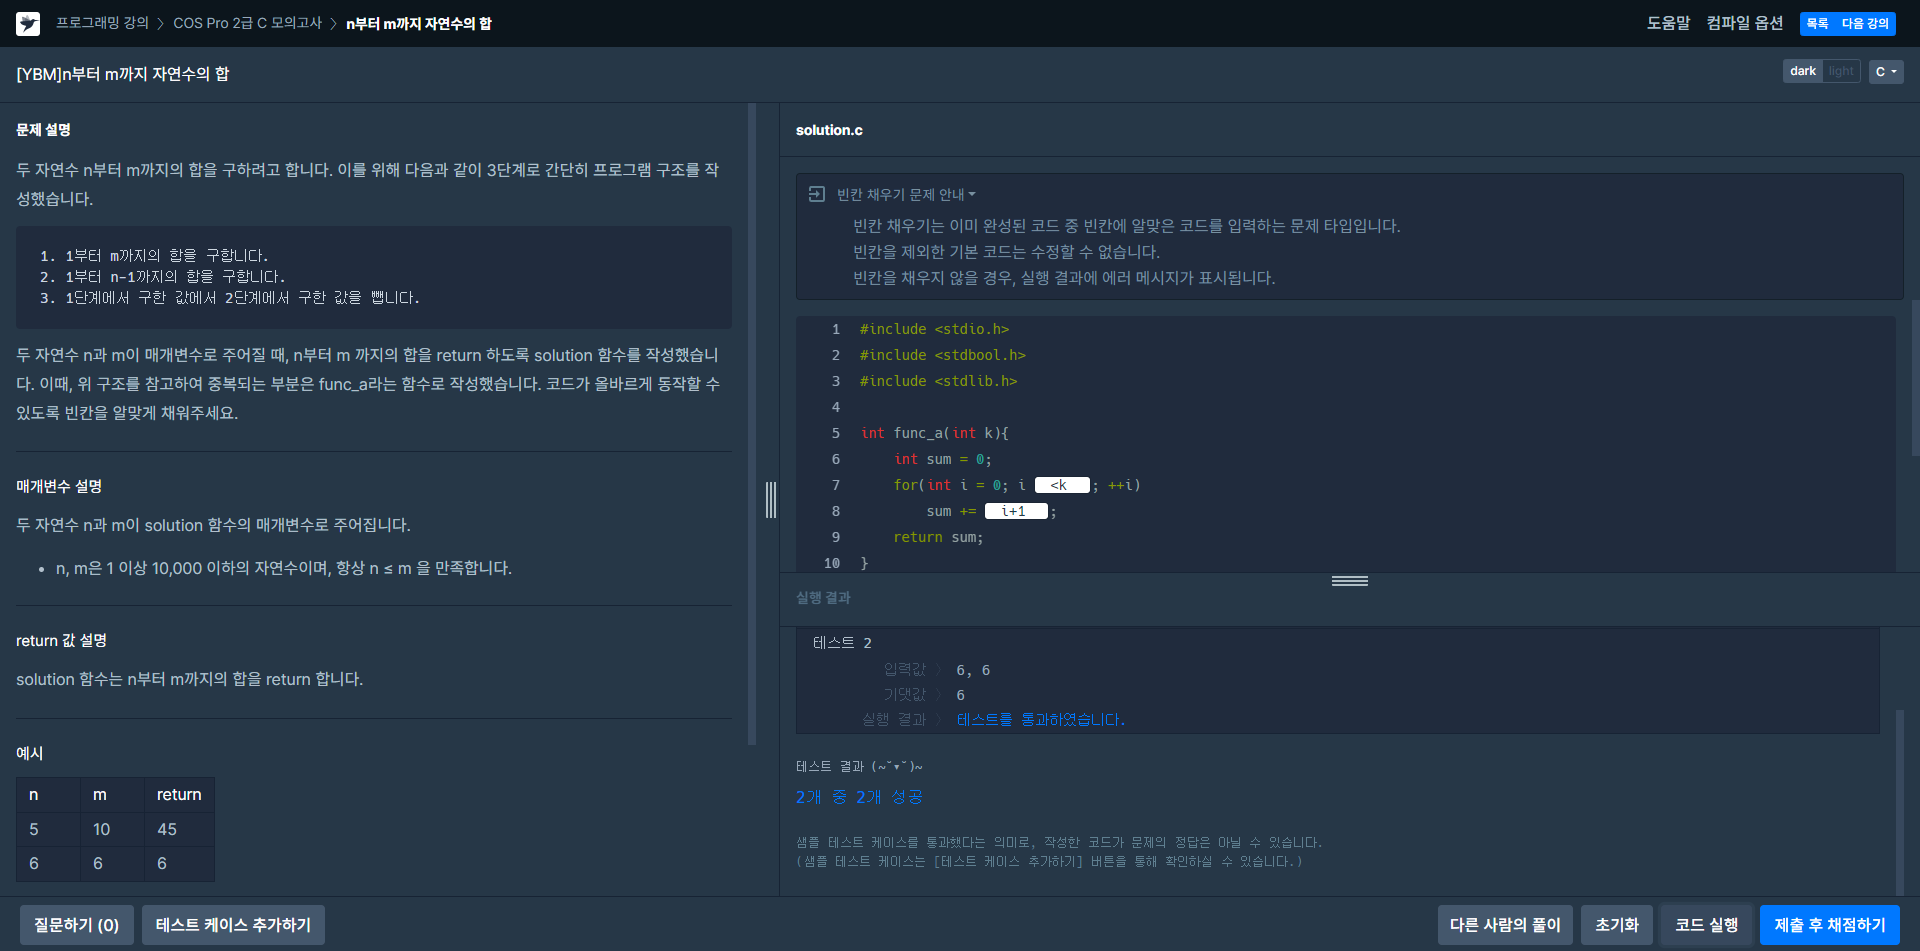 프로그래밍 강의 > COS Pro 2급 C 모의고사 > n부터 m까지 자연수의 합
도움말 컴파일 옵션 목록 다음 강의
[YBM]n부터 m까지 자연수의 합
dark light C
문제 설명
두 자연수 n부터 m까지의 합을 구하려고 합니다. 이를 위해 다음과 같이 3단계로 간단히 프로그램 구조를 작
성했습니다.
1. 1부터 m까지의 합을 구합니다.
2. 1부터 n-1까지의 합을 구합니다.
3. 1단계에서 구한 값에서 2단계에서 구한 값을 뺍니다.
두 자연수 n과 m이 매개변수로 주어질 때, n부터 m 까지의 합을 return 하도록 solution 함수를 작성했습니
다. 이때, 위 구조를 참고하여 중복되는 부분은 func_a라는 함수로 작성했습니다. 코드가 올바르게 동작할 수
있도록 빈칸을 알맞게 채워주세요.
매개변수 설명
두 자연수 n과 m이 solution 함수의 매개변수로 주어집니다.
• n, m은 1 이상 10,000 이하의 자연수이며, 항상 n ≤ m 을 만족합니다.
return 값 설명
solution 함수는 n부터 m까지의 합을 return 합니다.
예시
n m return
5 10 45
6 6 6
solution.c
빈칸 채우기 문제 안내
빈칸 채우기는 이미 완성된 코드 중 빈칸에 알맞은 코드를 입력하는 문제 타입입니다.
빈칸을 제외한 기본 코드는 수정할 수 없습니다.
빈칸을 채우지 않을 경우, 실행 결과에 에러 메시지가 표시됩니다.
1 #include <stdio.h>
2 #include <stdbool.h>
3 #include <stdlib.h>
4
5 int func_a(int k){
6 int sum = 0;
7 for(int i = 0; i <k ; ++i)
8 sum += i+1 ;
9 return sum;
10 }
실행 결과
테스트 2
입력값 > 6, 6
기댓값 > 6
실행 결과 > 테스트를 통과하였습니다.
테스트 결과 (~˘▾˘)~
2개 중 2개 성공
샘플 테스트 케이스를 통과했다는 의미로, 작성한 코드가 문제의 정답은 아닐 수 있습니다.
(샘플 테스트 케이스는 [테스트 케이스 추가하기] 버튼을 통해 확인하실 수 있습니다.)
질문하기 (0) 테스트 케이스 추가하기 다른 사람의 풀이 초기화 코드 실행 제출 후 채점하기